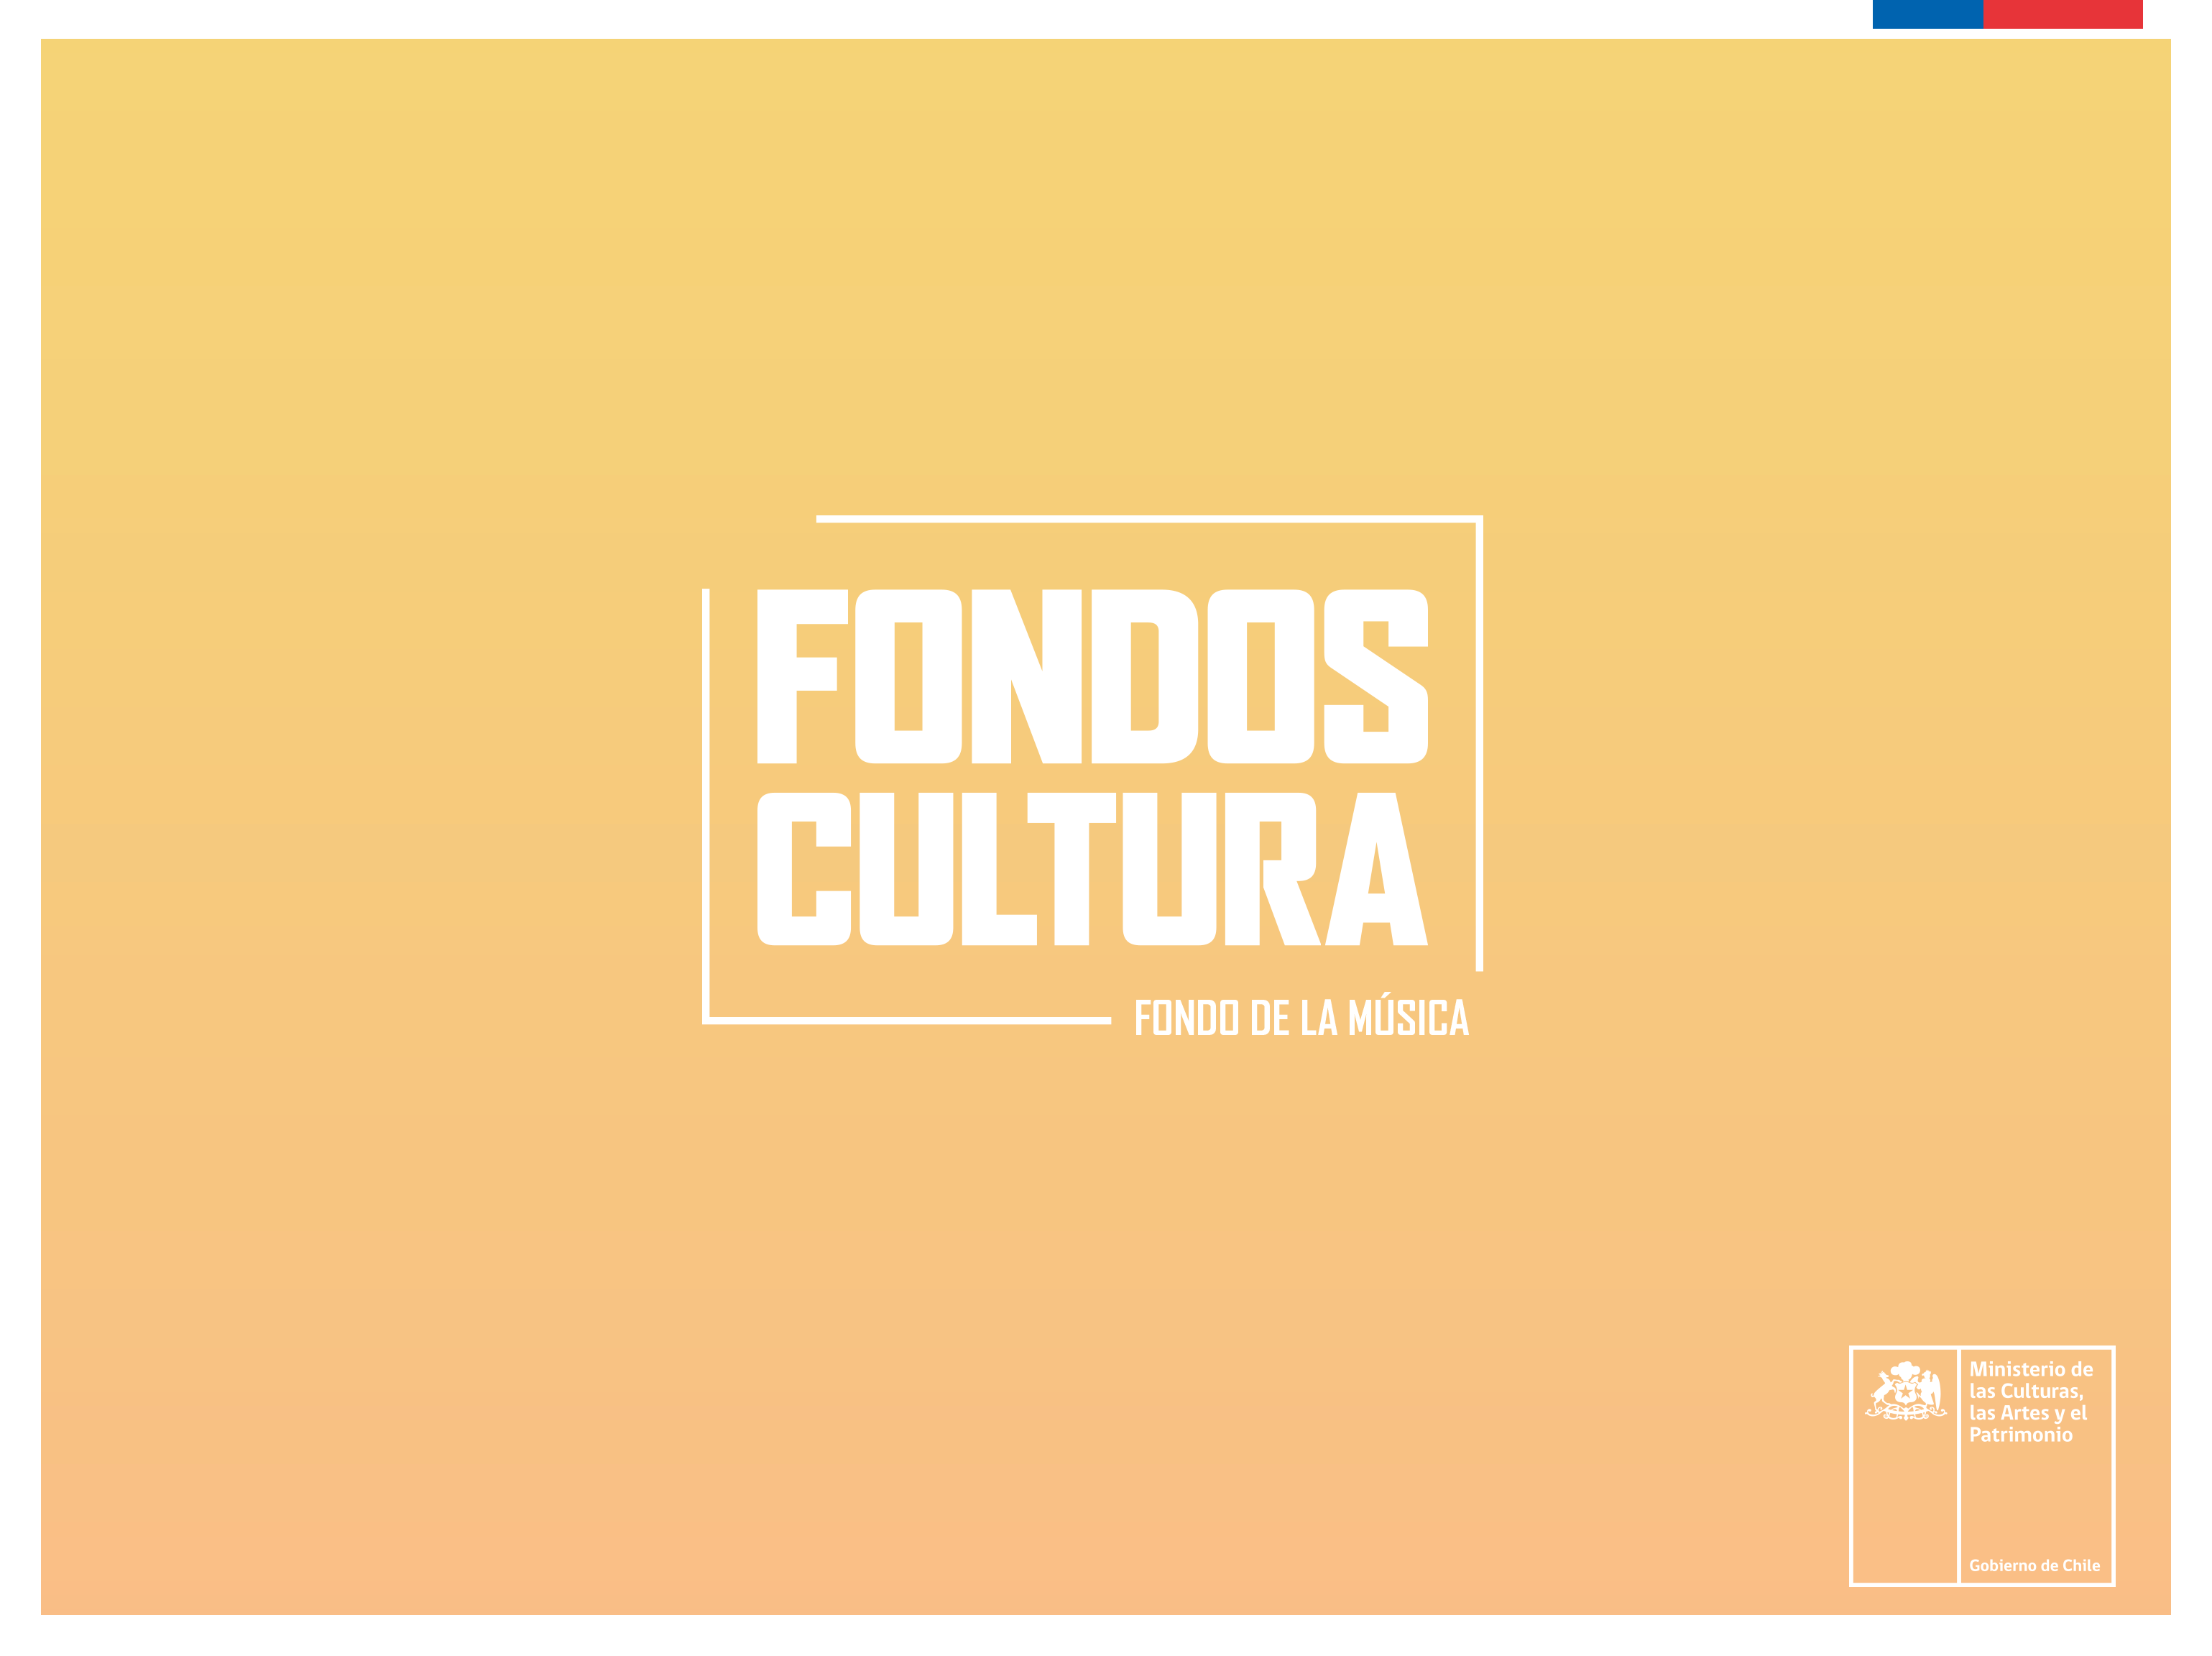 FONDOS
CULTURA
FONDO DE LA MÚSICA
Ministerio de
las Culturas,
las Artes y el
Patrimonio
Gobierno de Chile